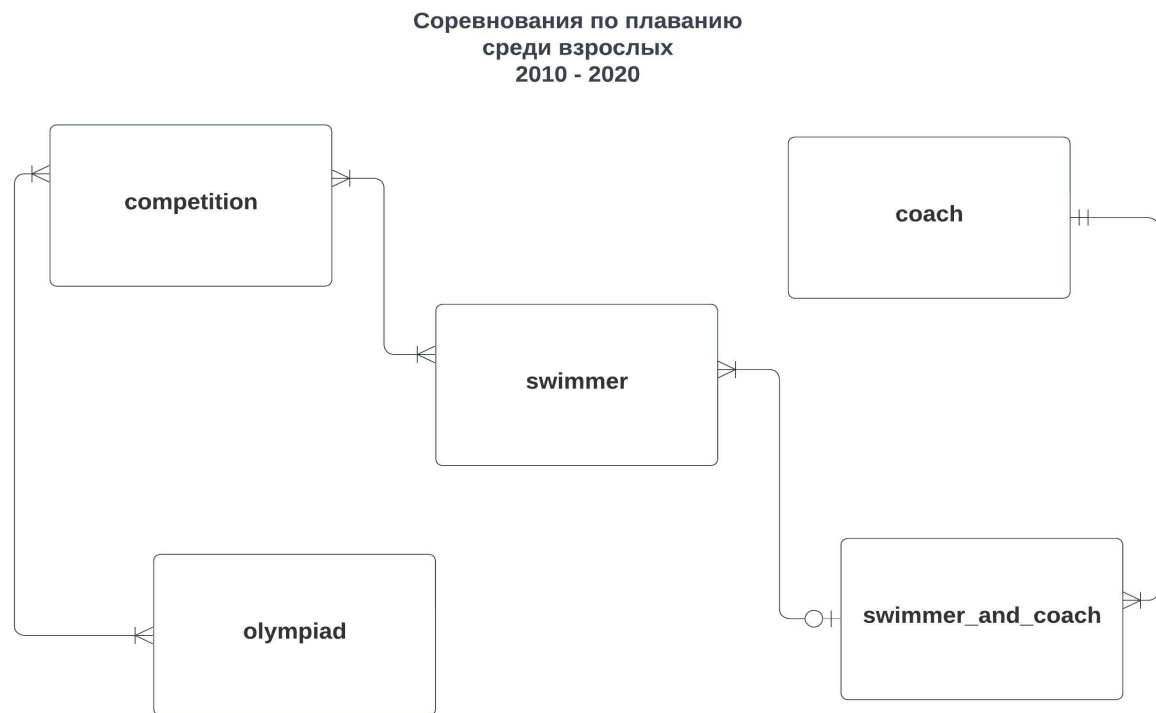 Соревнования по плаванию
среди взрослых
2010 - 2020
competition
coach
swimmer
olympiad
swimmer_and_coach